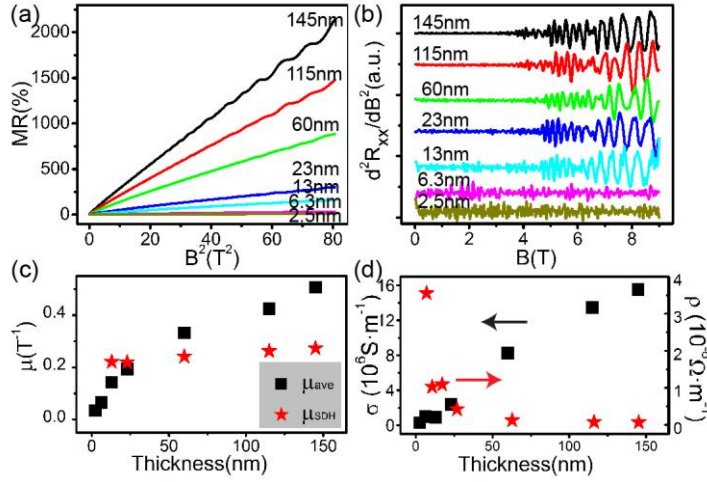 (a)
2000
1500
1000
500
0
MR(%)
145nm
115nm
60nm
23nm
13nm
6.3nm
2.5nm
0 20 40 60 80
B²(T²)
(b)
d²Rxx/dB²(a.u.)
145nm
115nm
60nm
23nm
13nm
6.3nm
2.5nm
0 2 4 6 8
B(T)
(c)
0.4
0.2
0.0
μ(T⁻¹)
μave
μSDH
0 50 100 150
Thickness(nm)
(d)
16
12
8
4
0
σ (10⁶S·m⁻¹)
4
3
2
1
0
0 50 100 150
Thickness(nm)